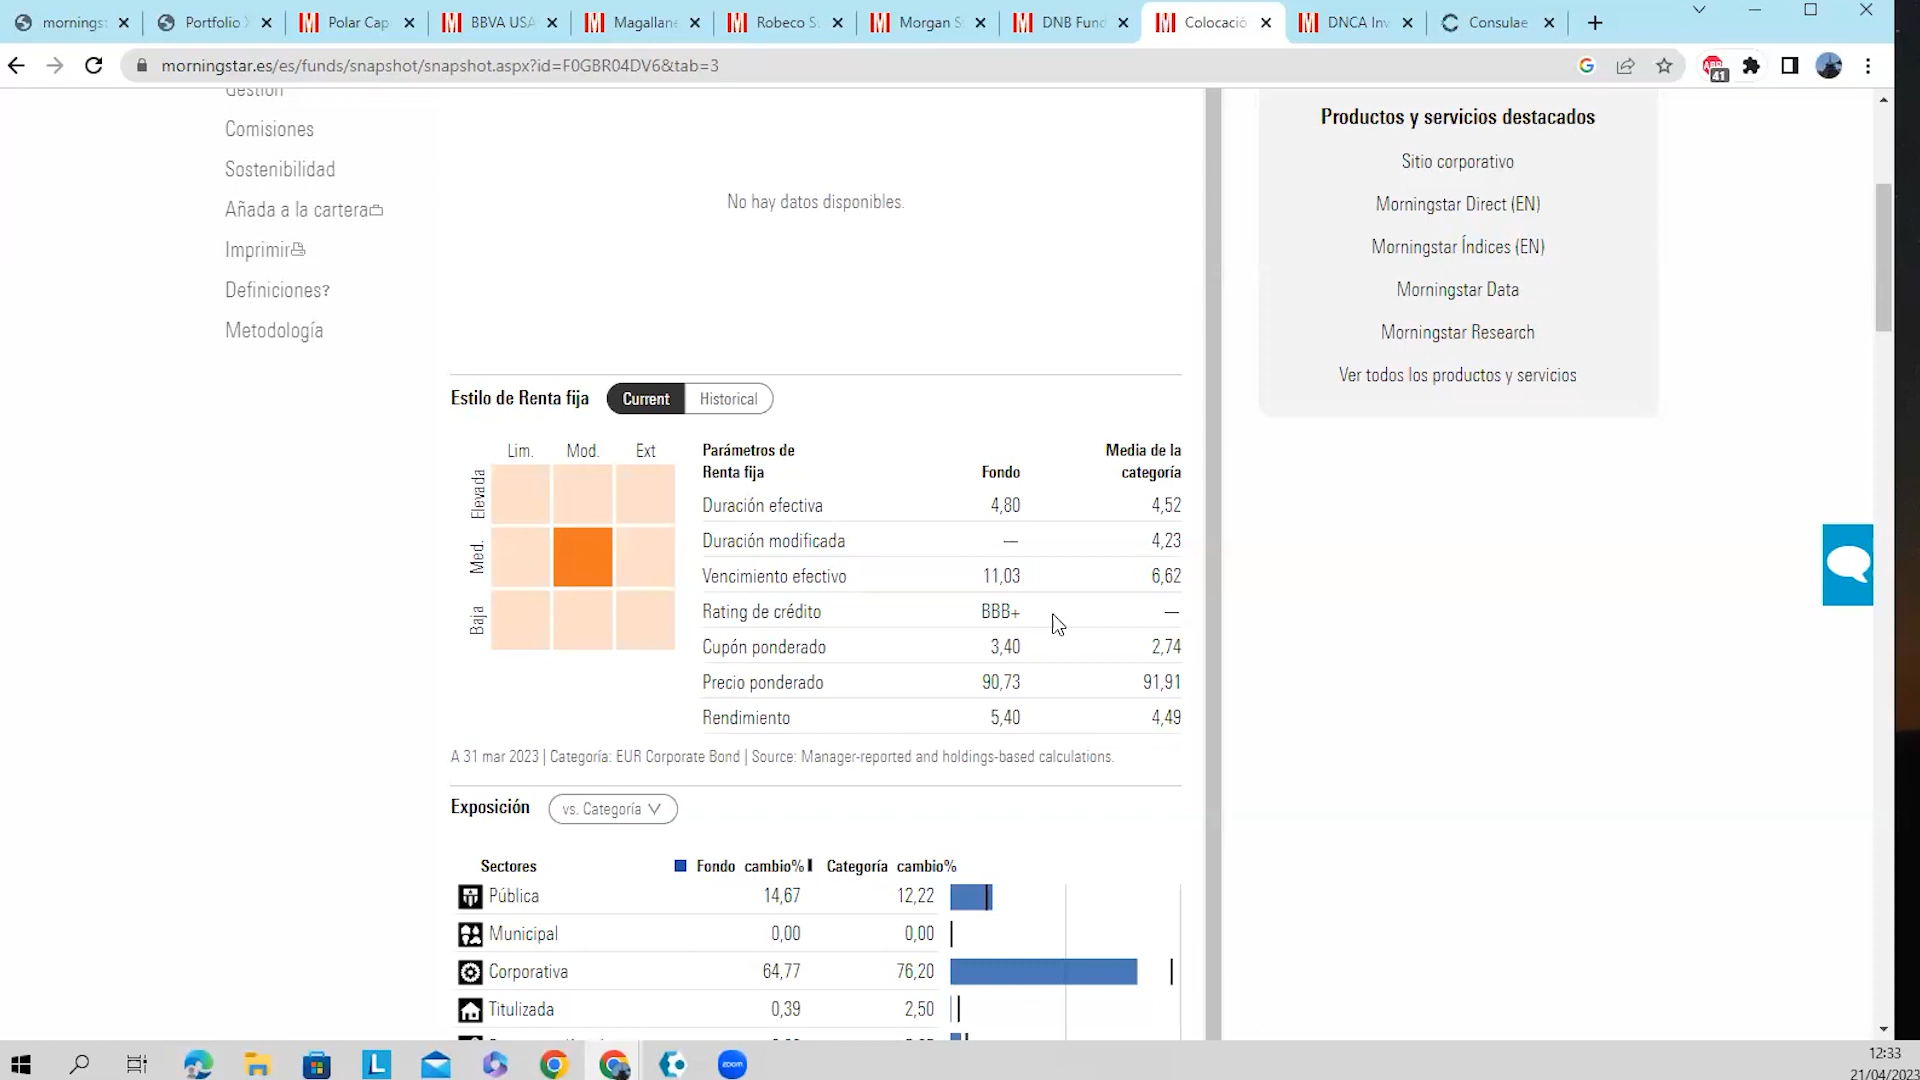 mornings
Portfolio
Polar Cap
BBVA USA
Magallane
Robeco S
Morgan S
DNB Fund
Colocació
DNCA Inv
Consulae
morningstar.es/es/funds/snapshot/snapshot.aspx?id=F0GBR04DV6&tab=3
41
Gestión
Comisiones
Sostenibilidad
Añada a la cartera
Imprimir
Definiciones?
Metodología
No hay datos disponibles.
Productos y servicios destacados
Sitio corporativo
Morningstar Direct (EN)
Morningstar Índices (EN)
Morningstar Data
Morningstar Research
Ver todos los productos y servicios
Estilo de Renta fija Current Historical
Lim. Mod. Ext
Elevada
Med.
Baja
Parámetros de Renta fija Fondo Media de la categoría
Duración efectiva 4,80 4,52
Duración modificada — 4,23
Vencimiento efectivo 11,03 6,62
Rating de crédito BBB+ —
Cupón ponderado 3,40 2,74
Precio ponderado 90,73 91,91
Rendimiento 5,40 4,49
A 31 mar 2023 | Categoría: EUR Corporate Bond | Source: Manager-reported and holdings-based calculations.
Exposición vs. Categoría
Sectores Fondo cambio% Categoría cambio%
Pública 14,67 12,22
Municipal 0,00 0,00
Corporativa 64,77 76,20
Titulizada 0,39 2,50
zoom
12:33
21/04/2023